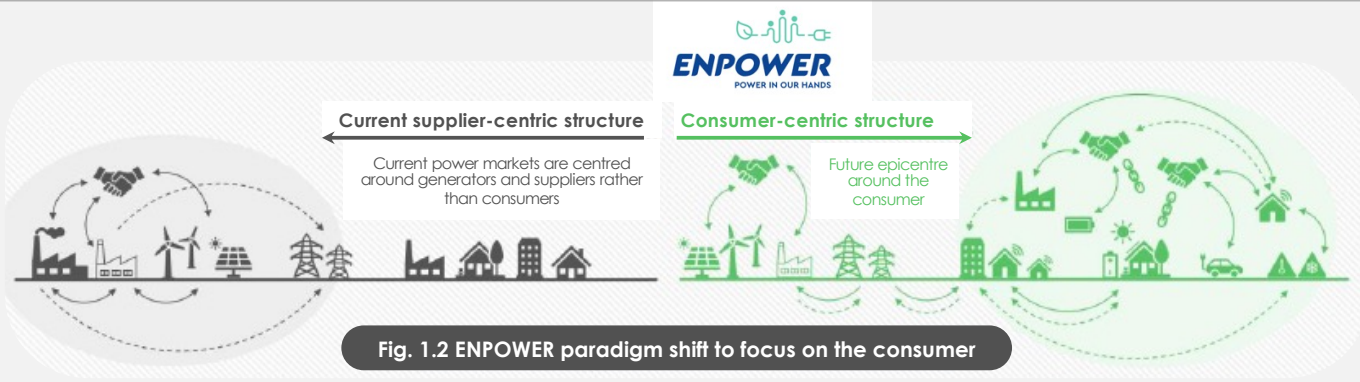 ENPOWER
POWER IN OUR HANDS
Current supplier-centric structure
Consumer-centric structure
Current power markets are centred
around generators and suppliers rather
than consumers
Future epicentre
around the
consumer
Fig. 1.2 ENPOWER paradigm shift to focus on the consumer